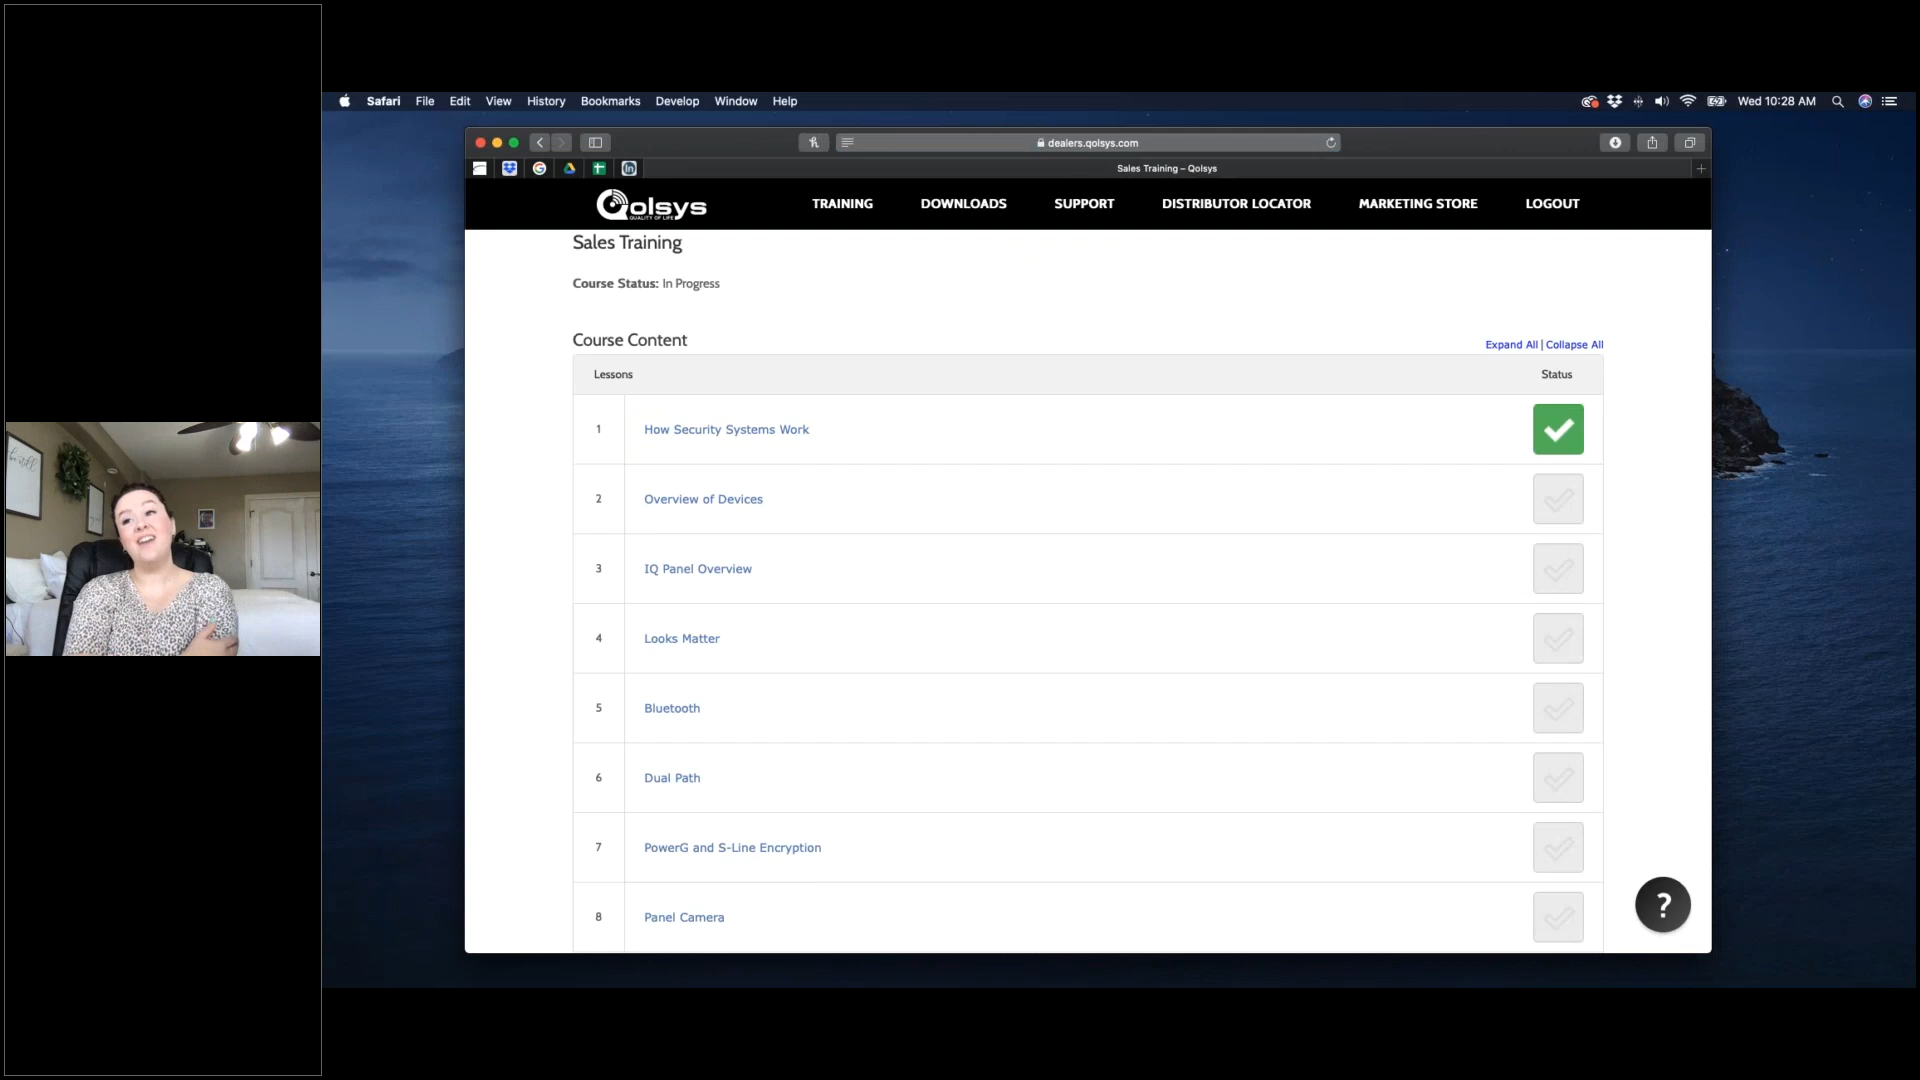 Safari File Edit View History Bookmarks Develop Window Help
Wed 10:28 AM
dealers.qolsys.com
Sales Training – Qolsys
Qolsys
QUALITY OF LIFE
TRAINING DOWNLOADS SUPPORT DISTRIBUTOR LOCATOR MARKETING STORE LOGOUT
Sales Training
Course Status: In Progress
Course Content
Expand All | Collapse All
Lessons Status
1 How Security Systems Work
2 Overview of Devices
3 IQ Panel Overview
4 Looks Matter
5 Bluetooth
6 Dual Path
7 PowerG and S-Line Encryption
8 Panel Camera
?